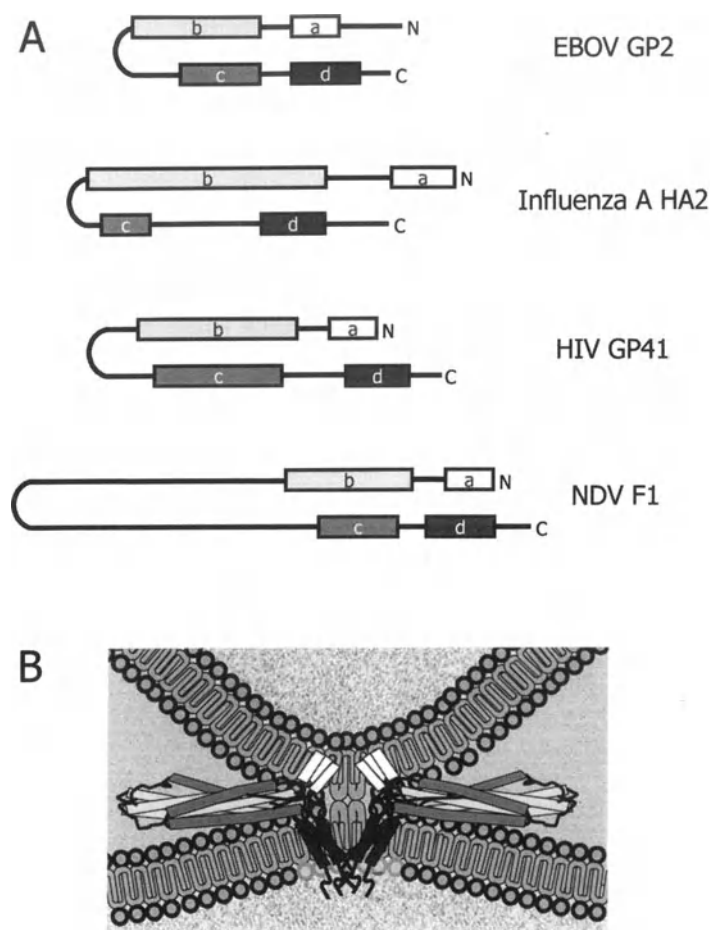 A
b a N
EBOV GP2
c d C
b a N
Influenza A HA2
c d C
b a N
HIV GP41
c d C
b a N
NDV F1
c d C
B